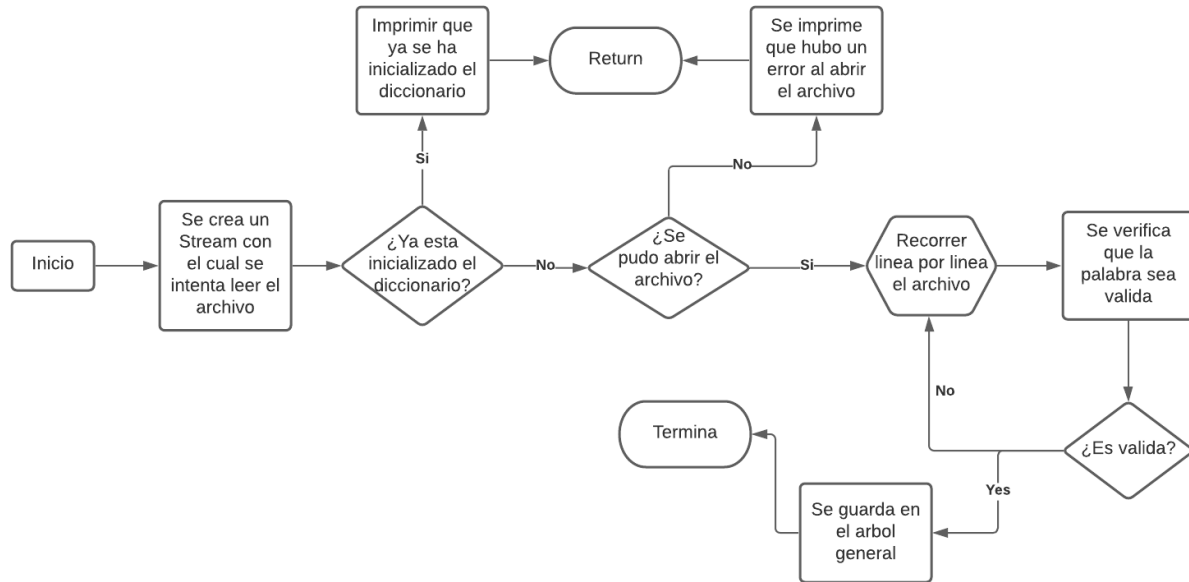 Inicio
Se crea un
Stream con
el cual se
intenta leer el
archivo
¿Ya esta
inicializado el
diccionario?
Si
Imprimir que
ya se ha
inicializado el
diccionario
Return
No
¿Se
pudo abrir el
archivo?
No
Se imprime
que hubo un
error al abrir
el archivo
Si
Recorrer
linea por linea
el archivo
Se verifica
que la
palabra sea
valida
¿Es valida?
No
Yes
Se guarda en
el arbol
general
Termina